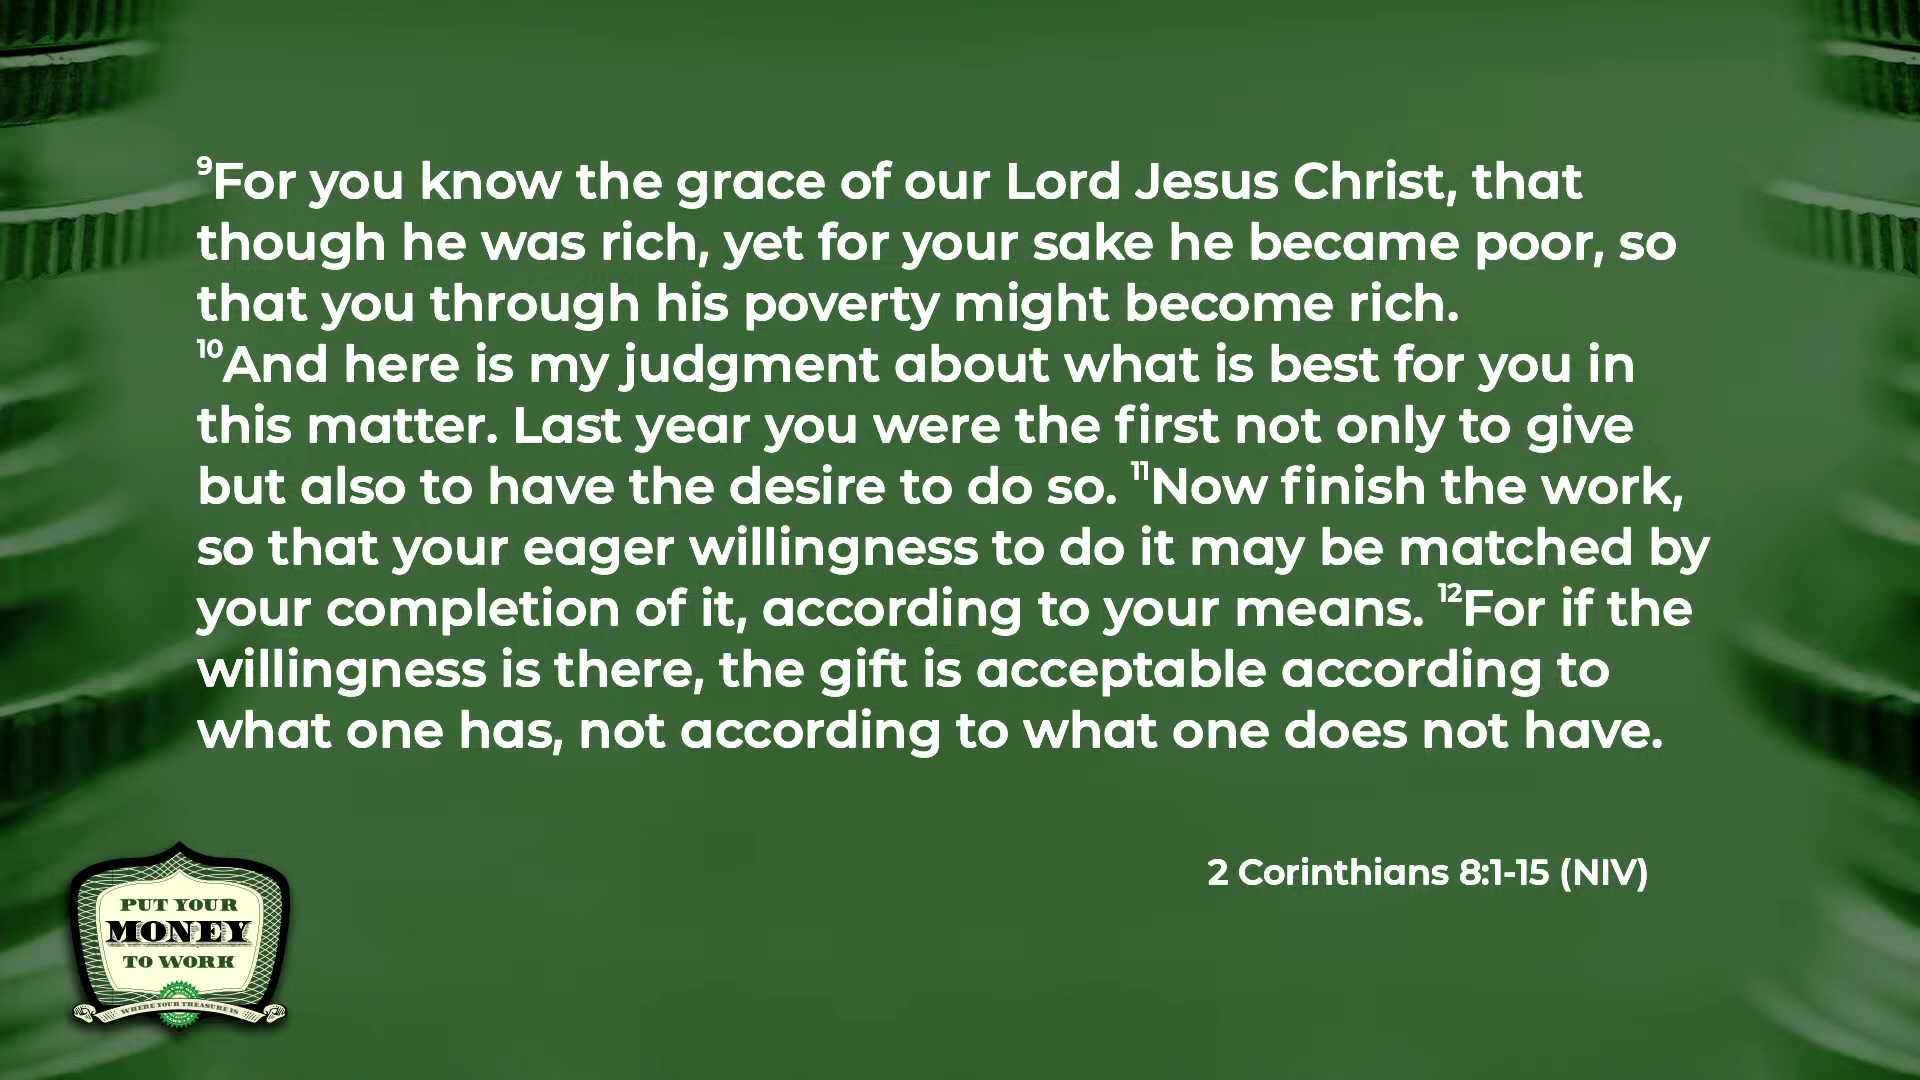 ⁹For you know the grace of our Lord Jesus Christ, that
though he was rich, yet for your sake he became poor, so
that you through his poverty might become rich.
¹⁰And here is my judgment about what is best for you in
this matter. Last year you were the first not only to give
but also to have the desire to do so. ¹¹Now finish the work,
so that your eager willingness to do it may be matched by
your completion of it, according to your means. ¹²For if the
willingness is there, the gift is acceptable according to
what one has, not according to what one does not have.
2 Corinthians 8:1-15 (NIV)
PUT YOUR
MONEY
TO WORK
WHERE YOUR TREASURE IS